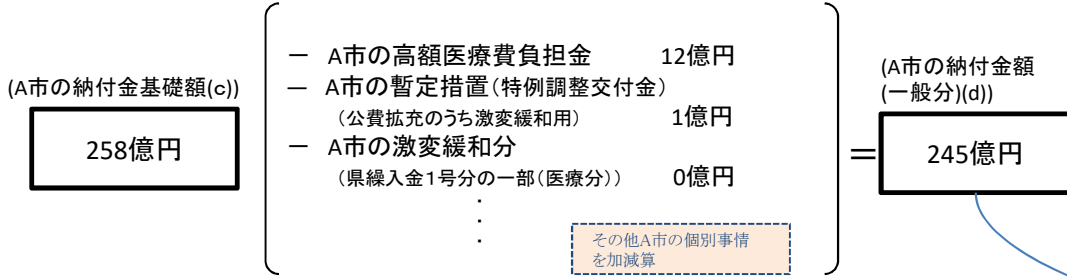 (A市の納付金基礎額(c))
258億円
－ A市の高額医療費負担金 12億円
－ A市の暫定措置(特例調整交付金)
(公費拡充のうち激変緩和用) 1億円
－ A市の激変緩和分
(県繰入金1号分の一部(医療分)) 0億円
・
・
・
その他A市の個別事情
を加減算
＝
(A市の納付金額
(一般分)(d))
245億円